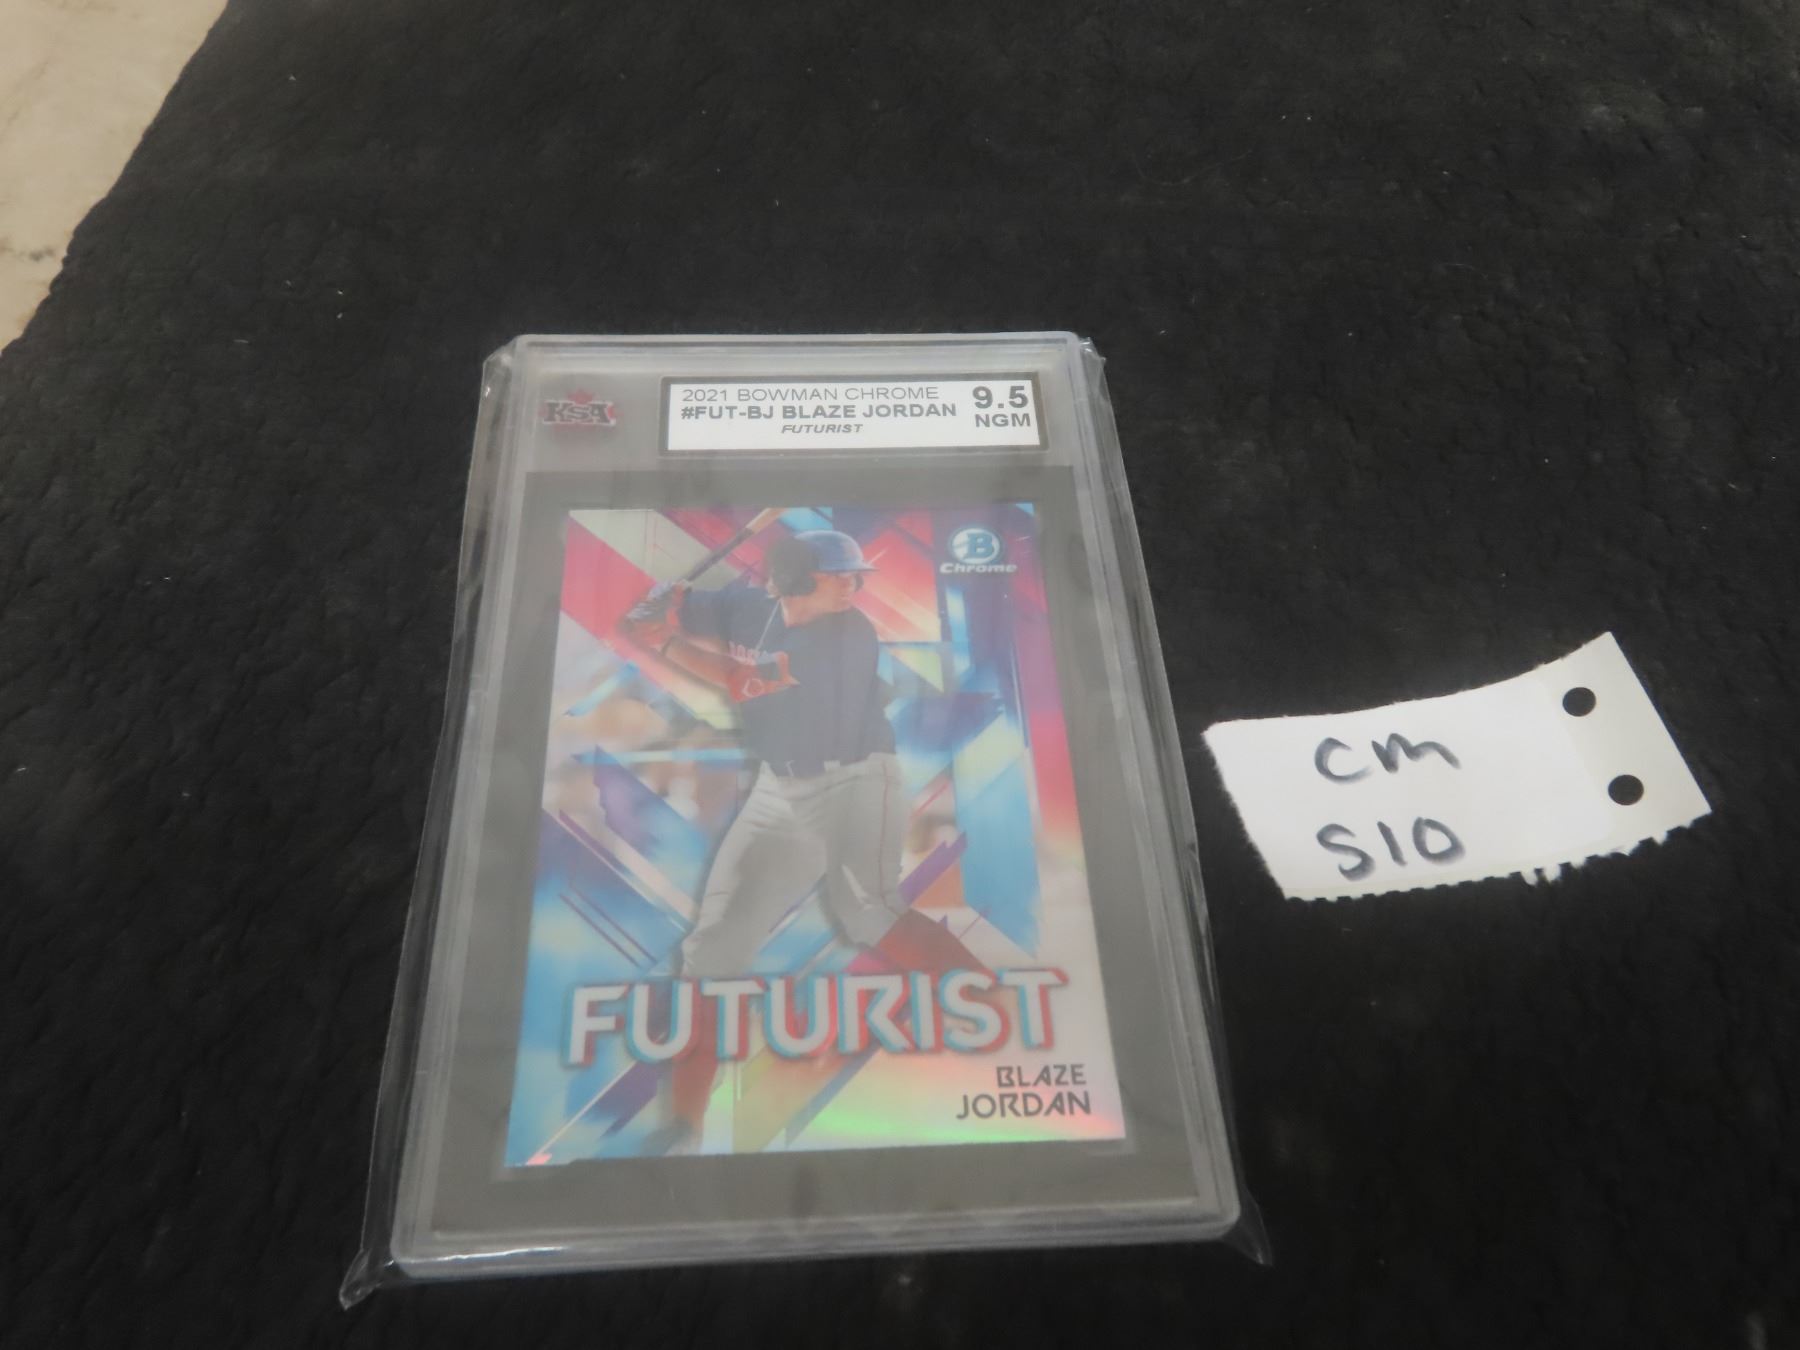 KSA
2021 BOWMAN CHROME
9.5
#FUT-BJ BLAZE JORDAN
NGM
FUTURIST
B
Chrome
FUTURIST
BLAZE
JORDAN
CM
S10